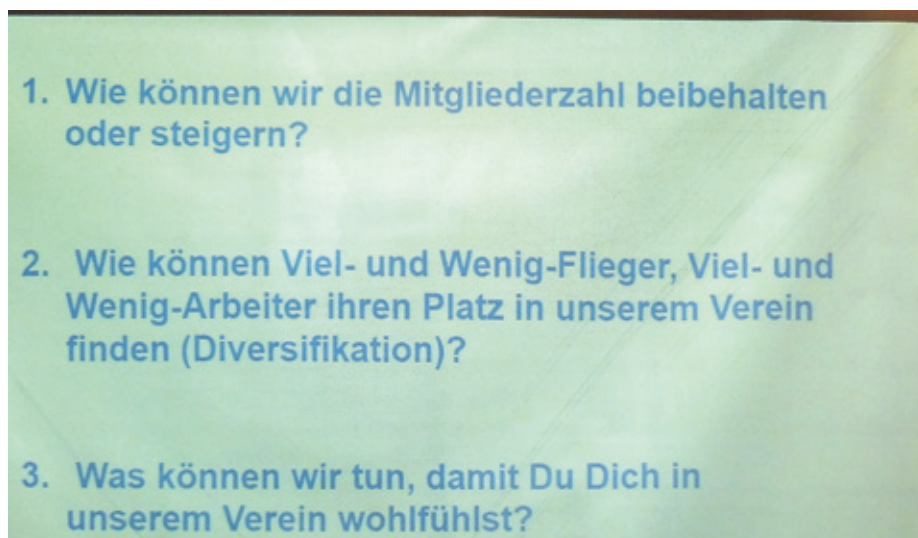 1. Wie können wir die Mitgliederzahl beibehalten
oder steigern?
2. Wie können Viel- und Wenig-Flieger, Viel- und
Wenig-Arbeiter ihren Platz in unserem Verein
finden (Diversifikation)?
3. Was können wir tun, damit Du Dich in
unserem Verein wohlfühlst?